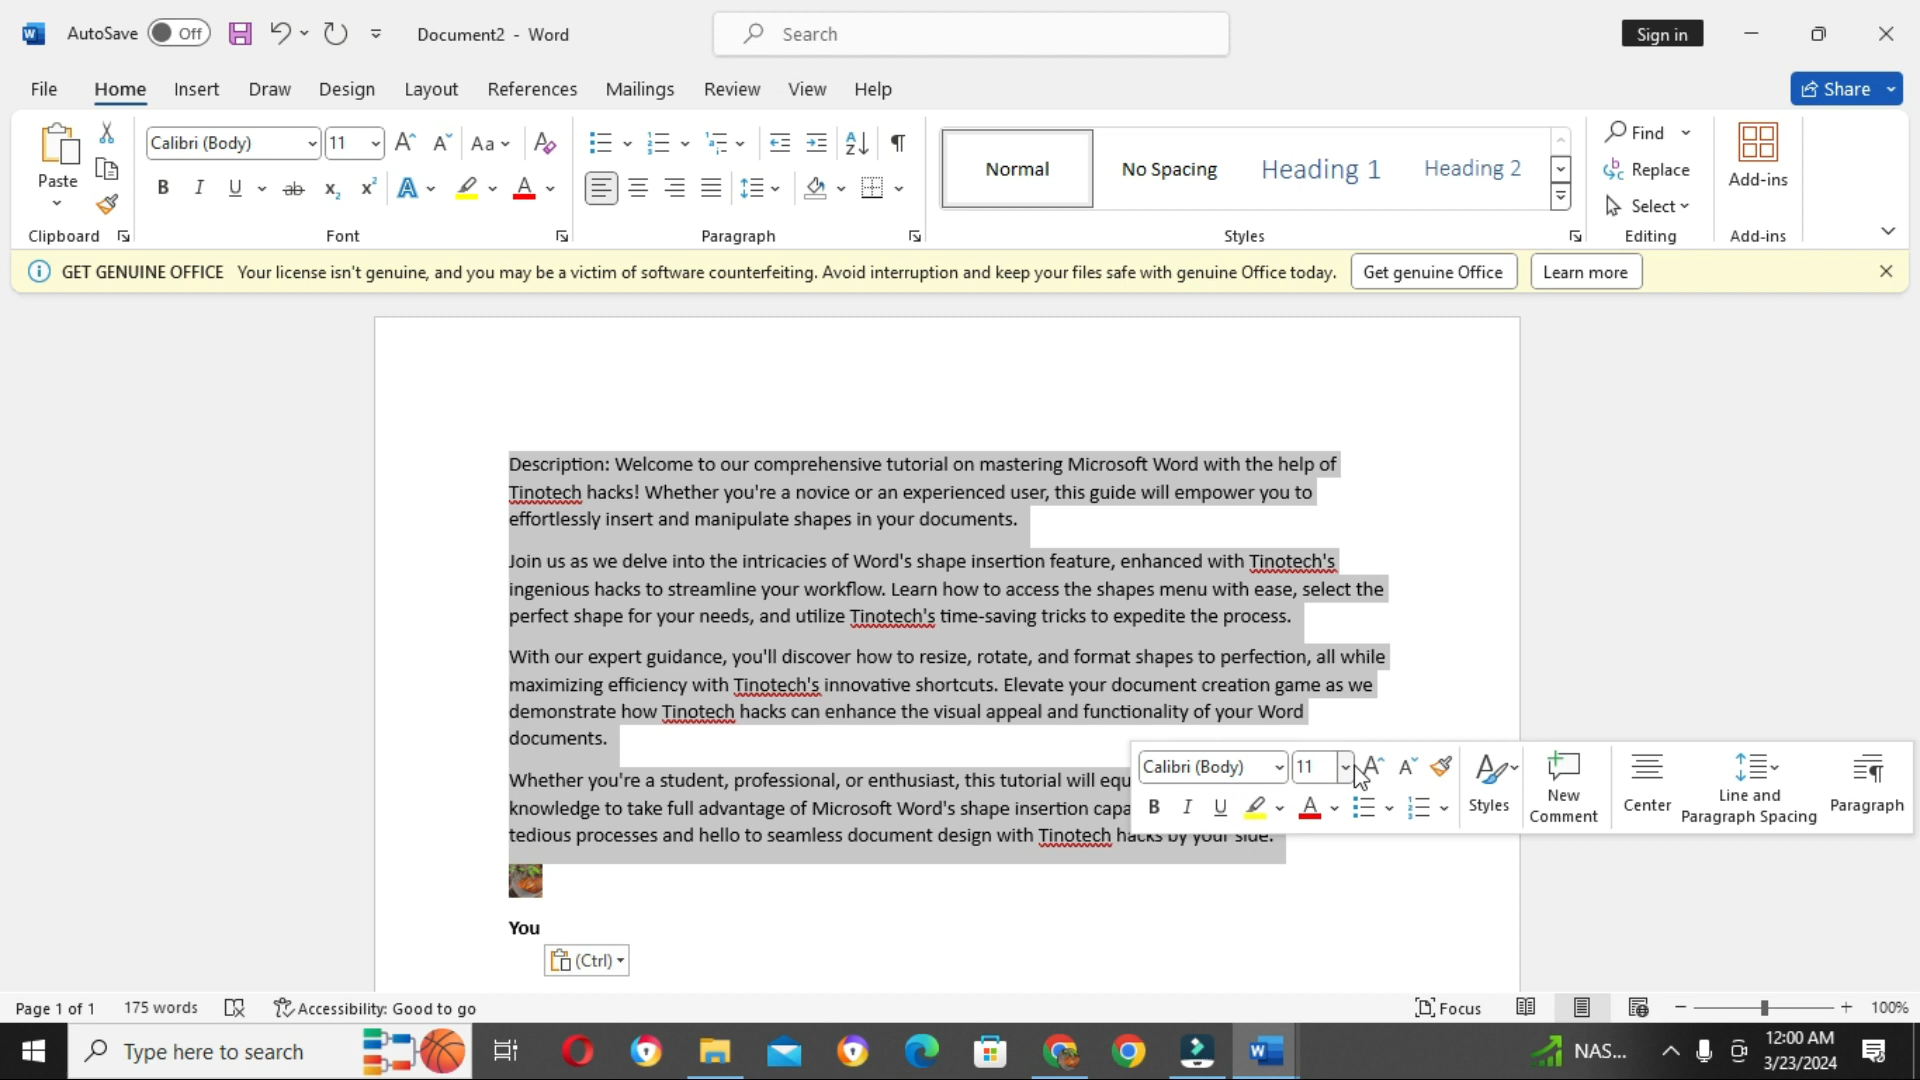 AutoSave Off Document2 - Word Search Sign in
File Home Insert Draw Design Layout References Mailings Review View Help Share
Paste Calibri (Body) 11 Aa Normal No Spacing Heading 1 Heading 2 Find Replace Select Add-ins
Clipboard Font Paragraph Styles Editing Add-ins
GET GENUINE OFFICE Your license isn't genuine, and you may be a victim of software counterfeiting. Avoid interruption and keep your files safe with genuine Office today. Get genuine Office Learn more
Description: Welcome to our comprehensive tutorial on mastering Microsoft Word with the help of
Tinotech hacks! Whether you're a novice or an experienced user, this guide will empower you to
effortlessly insert and manipulate shapes in your documents.
Join us as we delve into the intricacies of Word's shape insertion feature, enhanced with Tinotech's
ingenious hacks to streamline your workflow. Learn how to access the shapes menu with ease, select the
perfect shape for your needs, and utilize Tinotech's time-saving tricks to expedite the process.
With our expert guidance, you'll discover how to resize, rotate, and format shapes to perfection, all while
maximizing efficiency with Tinotech's innovative shortcuts. Elevate your document creation game as we
demonstrate how Tinotech hacks can enhance the visual appeal and functionality of your Word
documents.
Whether you're a student, professional, or enthusiast, this tutorial will equ
knowledge to take full advantage of Microsoft Word's shape insertion capa
tedious processes and hello to seamless document design with Tinotech hacks by your side.
Calibri (Body) 11
Styles New Comment Center Line and Paragraph Spacing Paragraph
You
(Ctrl)
Page 1 of 1 175 words Accessibility: Good to go Focus 100%
Type here to search NAS... 12:00 AM
3/23/2024